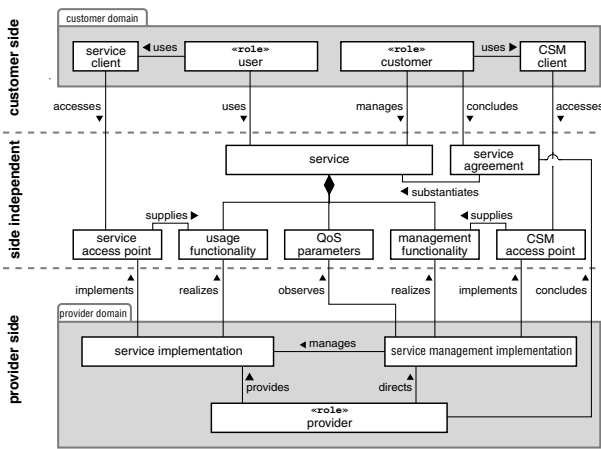 customer side
customer domain
service
client
uses
«role»
user
«role»
customer
uses
CSM
client
accesses
uses
manages
concludes
accesses
side independent
service
service
agreement
substantiates
supplies
supplies
service
access point
usage
functionality
QoS
parameters
management
functionality
CSM
access point
implements
realizes
observes
realizes
implements
concludes
provider side
provider domain
service implementation
manages
service management implementation
provides
directs
«role»
provider